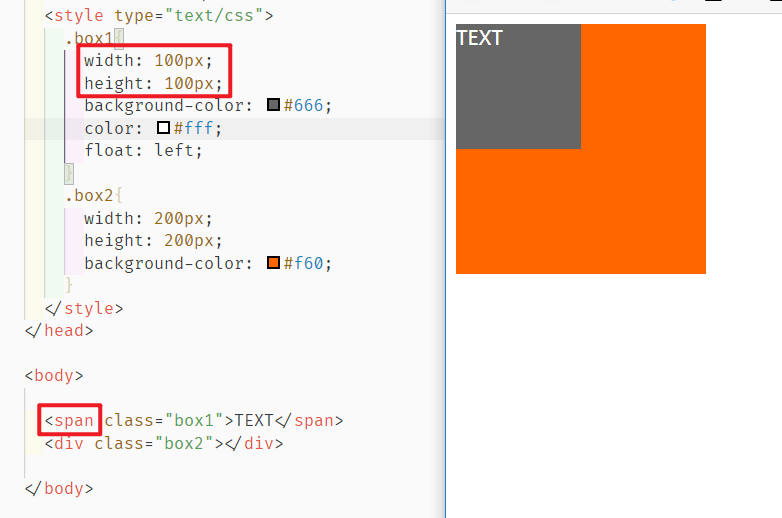 <style type="text/css">
.box1{
width: 100px;
height: 100px;
background-color: #666;
color: #fff;
float: left;
}
.box2{
width: 200px;
height: 200px;
background-color: #f60;
}
</style>
</head>
<body>
<span class="box1">TEXT</span>
<div class="box2"></div>
</body>
TEXT